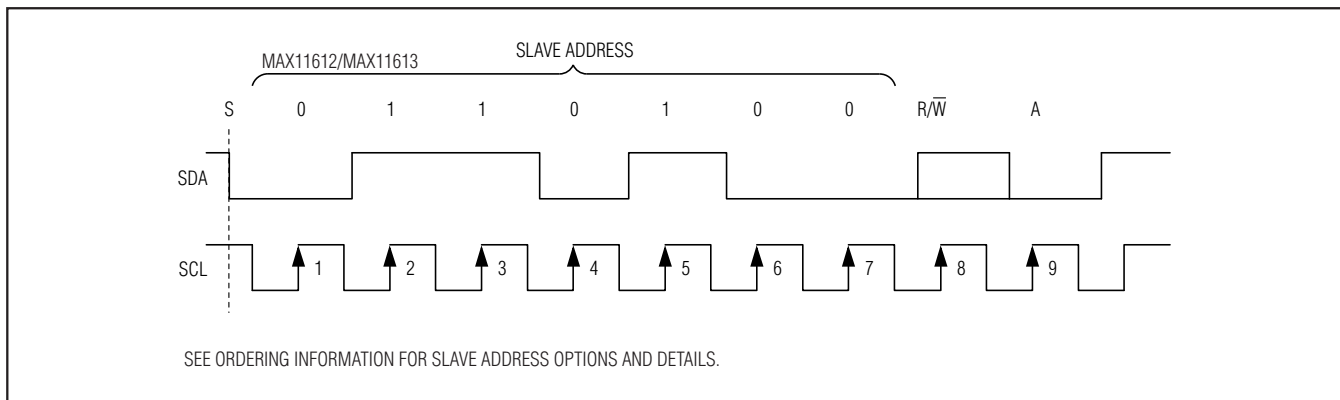 SLAVE ADDRESS
MAX11612/MAX11613
S 0 1 1 0 1 0 0 R/W̅ A
SDA
SCL 1 2 3 4 5 6 7 8 9
SEE ORDERING INFORMATION FOR SLAVE ADDRESS OPTIONS AND DETAILS.